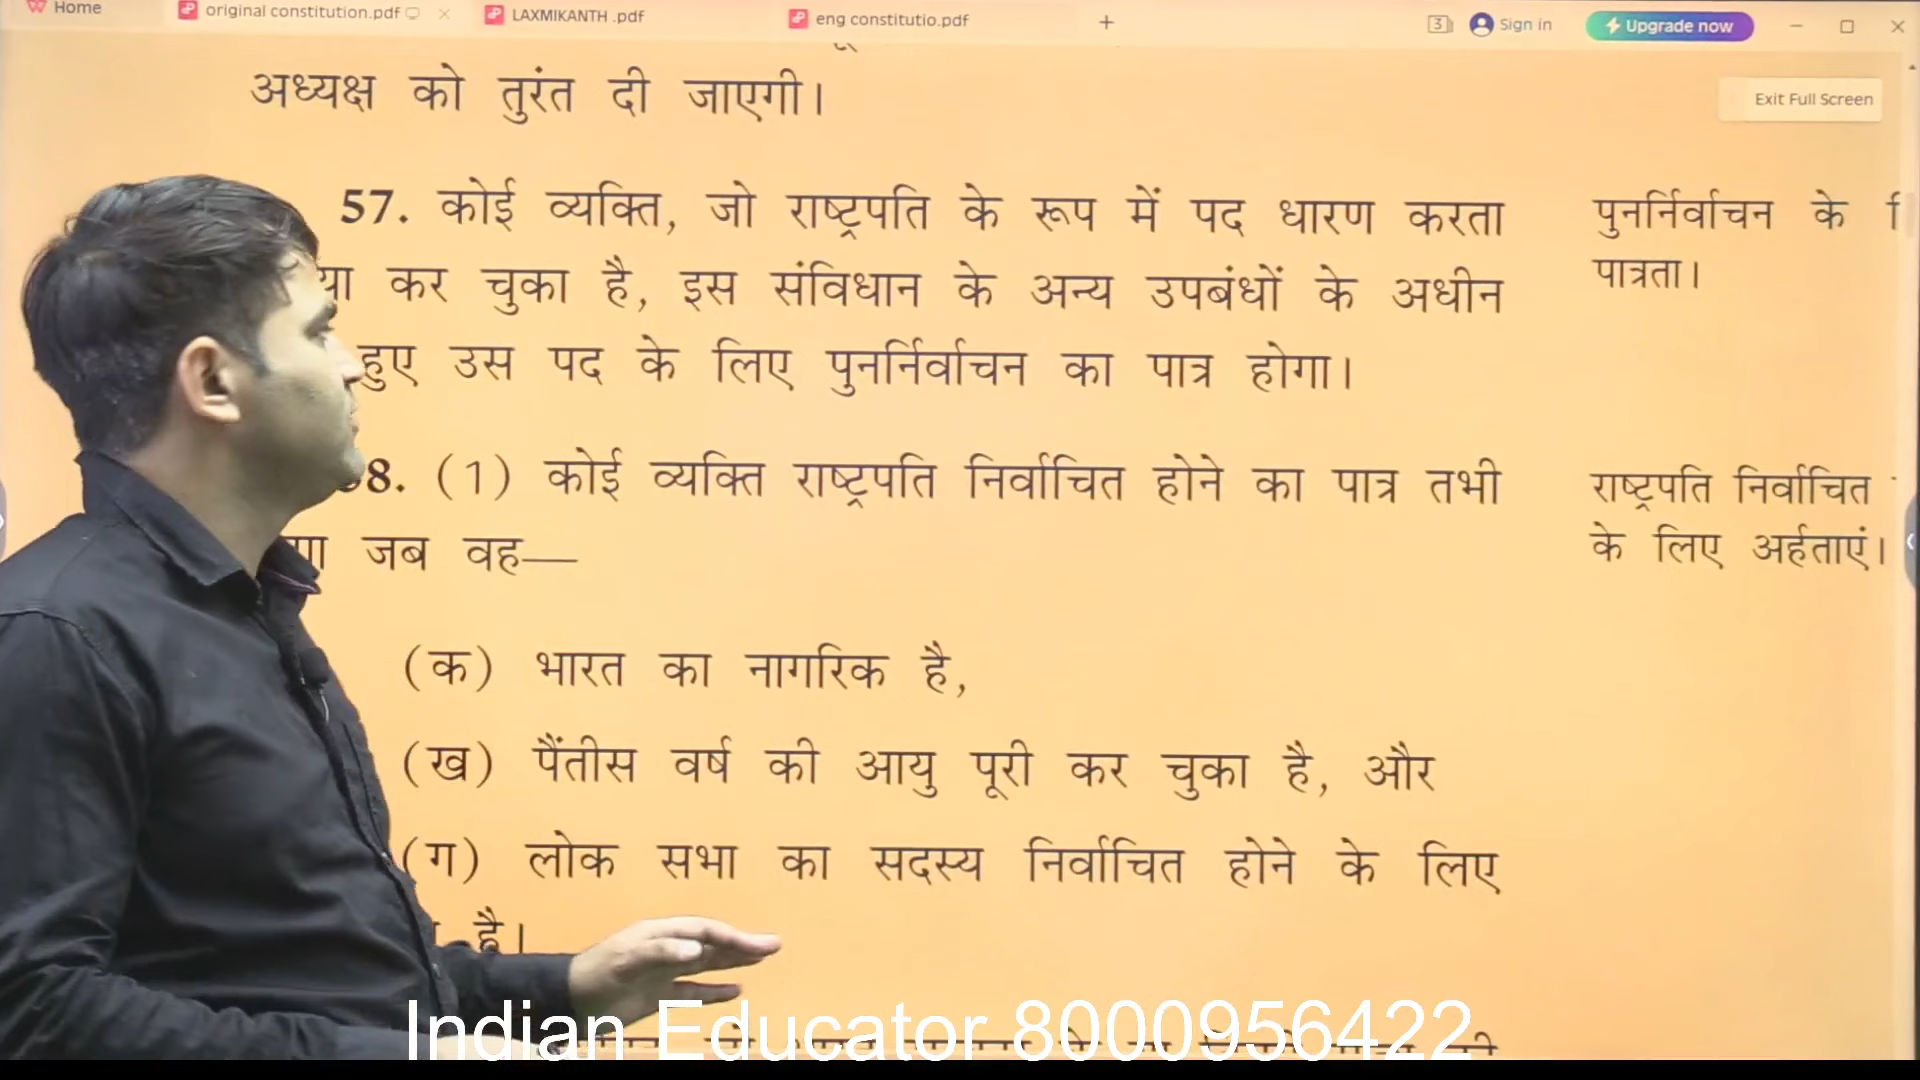 Home original constitution.pdf LAXMIKANTH .pdf eng constitutio.pdf + 3 Sign in Upgrade now
Exit Full Screen
अध्यक्ष को तुरंत दी जाएगी।
57. कोई व्यक्ति, जो राष्ट्रपति के रूप में पद धारण करता
कर चुका है, इस संविधान के अन्य उपबंधों के अधीन
हुए उस पद के लिए पुनर्निर्वाचन का पात्र होगा।
पुनर्निर्वाचन के
पात्रता।
8. (1) कोई व्यक्ति राष्ट्रपति निर्वाचित होने का पात्र तभी
जब वह—
राष्ट्रपति निर्वाचित
के लिए अर्हताएं।
(क) भारत का नागरिक है,
(ख) पैंतीस वर्ष की आयु पूरी कर चुका है, और
(ग) लोक सभा का सदस्य निर्वाचित होने के लिए
है।
Indian Educator 8000956422